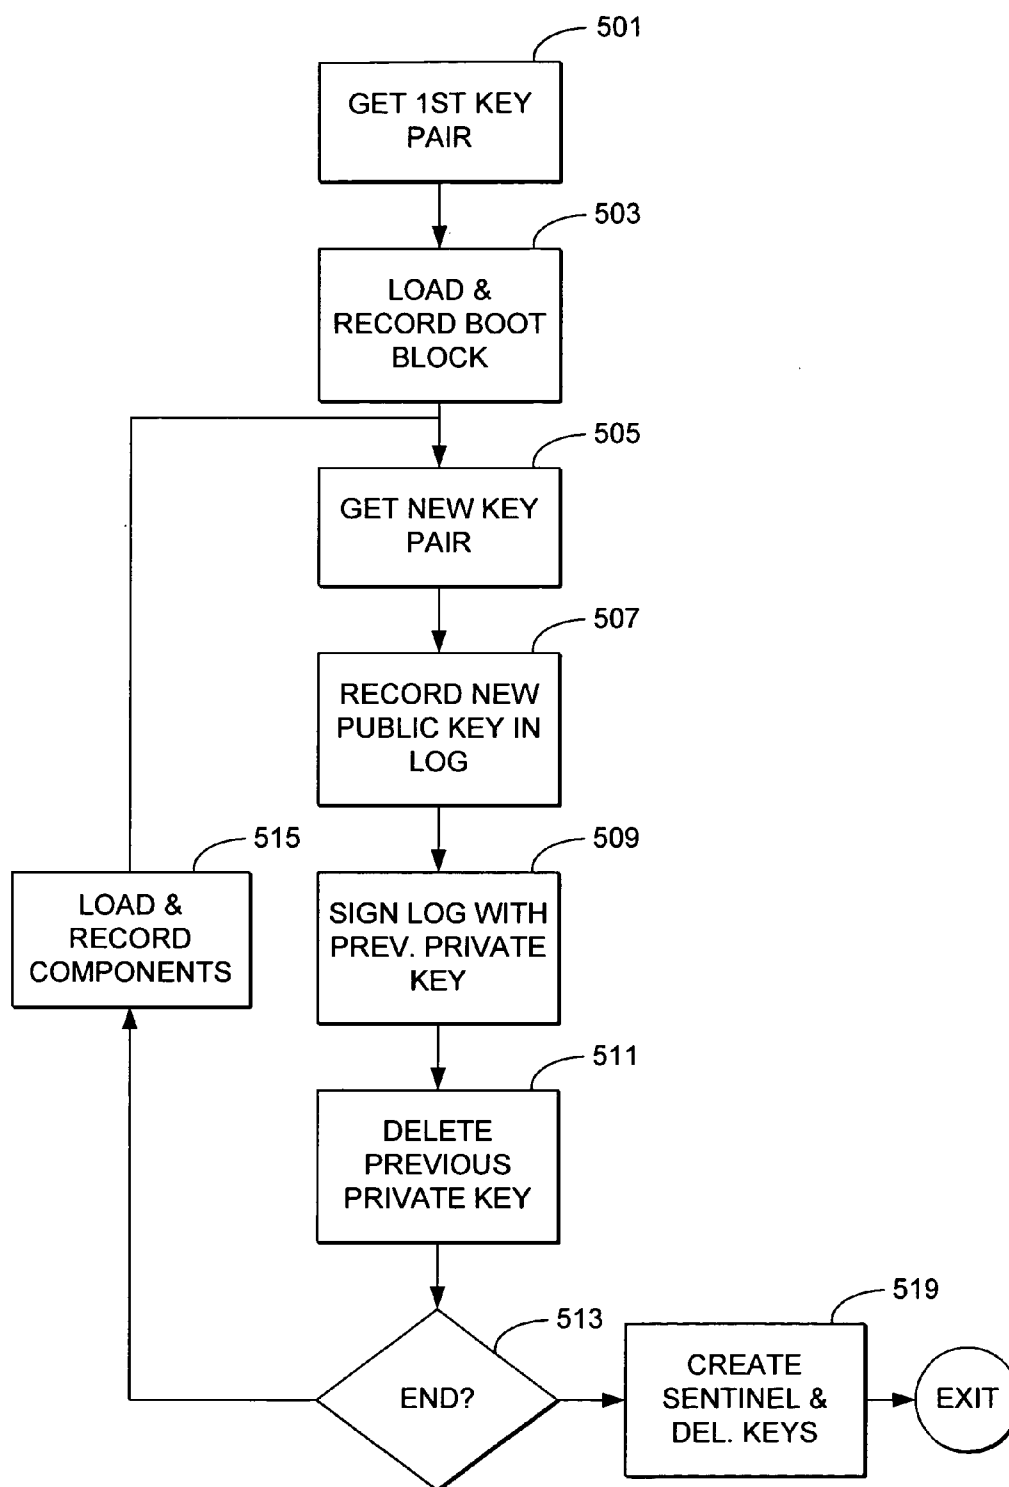 501
GET 1ST KEY
PAIR
503
LOAD &
RECORD BOOT
BLOCK
505
GET NEW KEY
PAIR
507
RECORD NEW
PUBLIC KEY IN
LOG
515
LOAD &
RECORD
COMPONENTS
509
SIGN LOG WITH
PREV. PRIVATE
KEY
511
DELETE
PREVIOUS
PRIVATE KEY
513
END?
519
CREATE
SENTINEL &
DEL. KEYS
EXIT